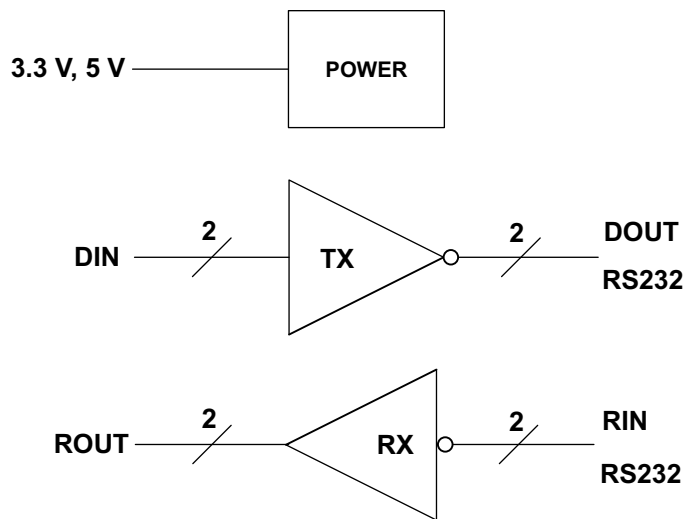 3.3 V, 5 V
POWER
2
2
DIN
TX
DOUT
RS232
2
2
ROUT
RX
RIN
RS232